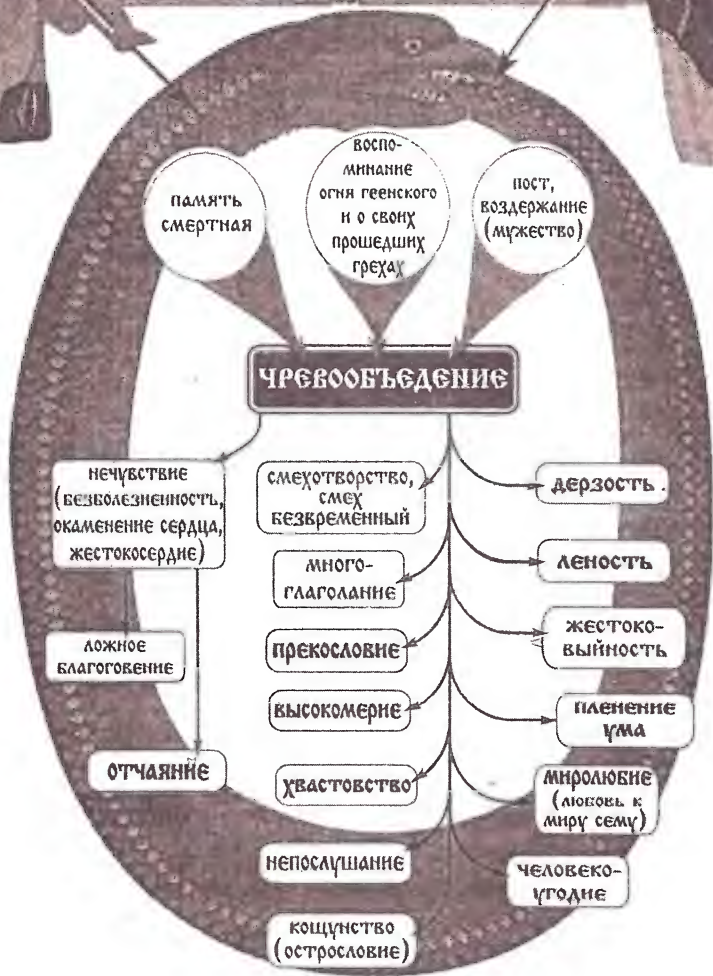 память
смертная
воспо-
минание
огня геенского
и о своих
прошедших
грехах
пост,
воздержание
(мужество)
ЧРЕВООБЪЕДЕНИЕ
нечувствие
(безболезненность,
окаменение сердца,
жестокосердие)
ложное
благоговение
отчаяние
смехотворство,
смех
безвременный
много-
глаголание
прекословие
высокомерие
хвастовство
непослушание
кощунство
(острословие)
дерзость.
леность
жестоко-
выйность
пленение
ума
миролюбие
(любовь к
миру сему)
человеко-
угодие